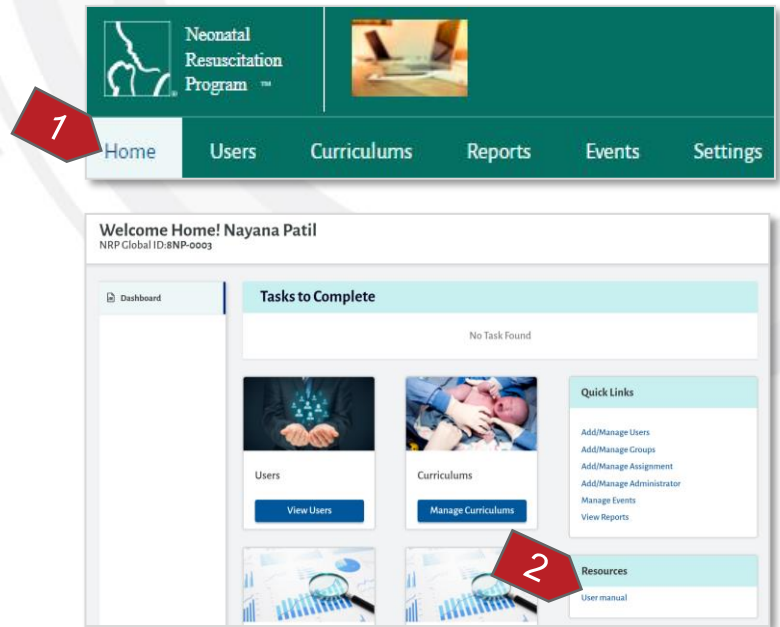 Neonatal
Resuscitation
Program ™
1
Home Users Curriculums Reports Events Settings
Welcome Home! Nayana Patil
NRP Global ID:8NP-0003
Dashboard
Tasks to Complete
No Task Found
Users
View Users
Curriculums
Manage Curriculums
Quick Links
Add/Manage Users
Add/Manage Groups
Add/Manage Assignment
Add/Manage Administrator
Manage Events
View Reports
2
Resources
User manual